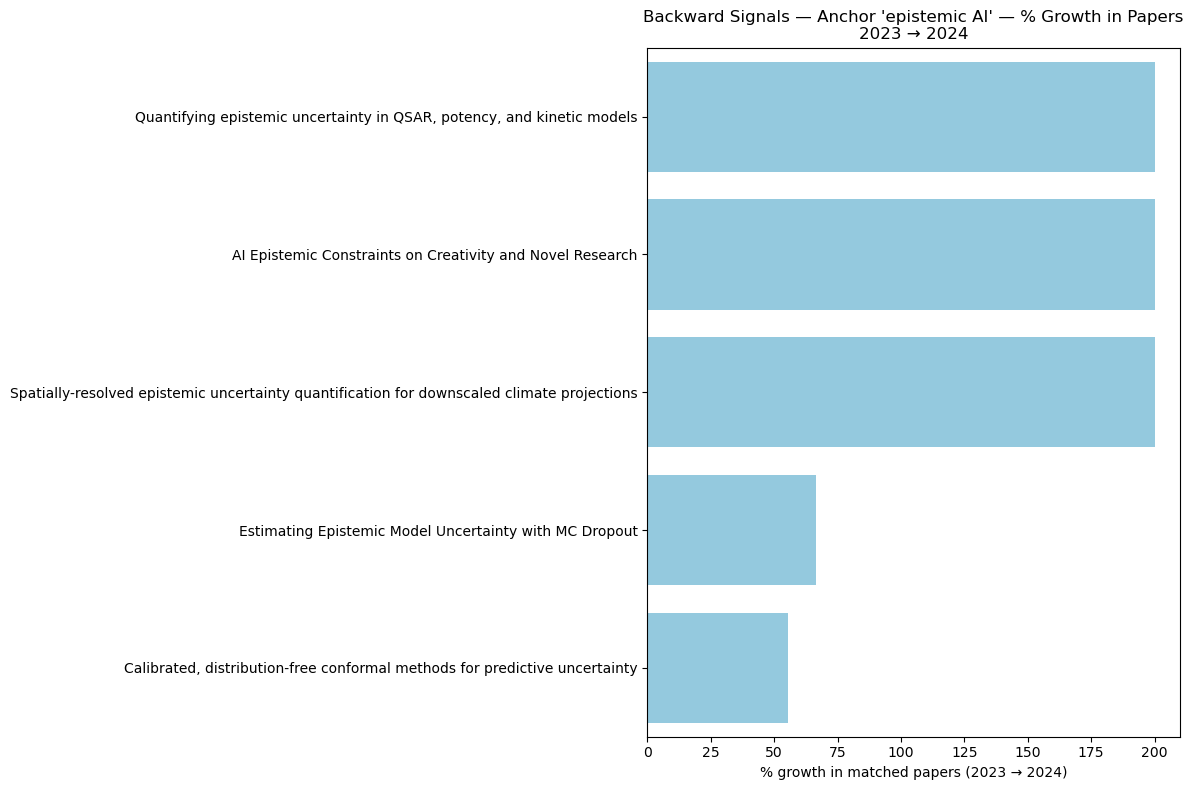 Backward Signals — Anchor 'epistemic AI' — % Growth in Papers
2023 → 2024
Quantifying epistemic uncertainty in QSAR, potency, and kinetic models
AI Epistemic Constraints on Creativity and Novel Research
Spatially-resolved epistemic uncertainty quantification for downscaled climate projections
Estimating Epistemic Model Uncertainty with MC Dropout
Calibrated, distribution-free conformal methods for predictive uncertainty
0 25 50 75 100 125 150 175 200
% growth in matched papers (2023 → 2024)